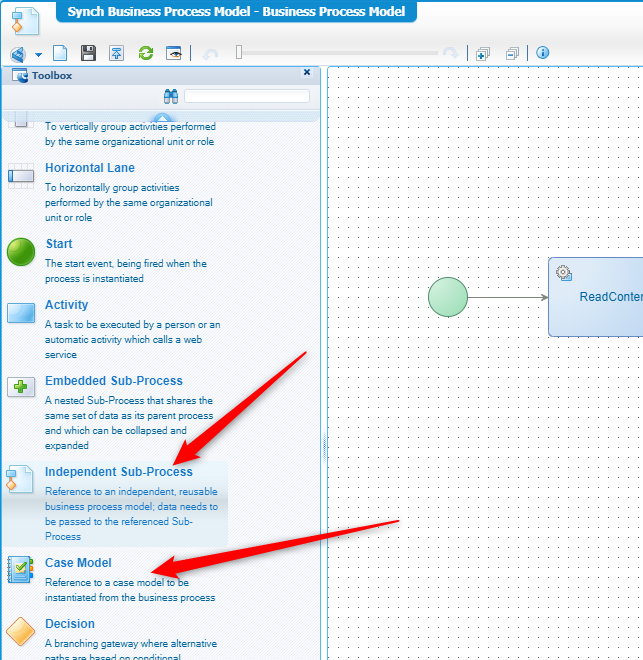 Synch Business Process Model - Business Process Model
Toolbox
To vertically group activities performed
by the same organizational unit or role
Horizontal Lane
To horizontally group activities
performed by the same organizational
unit or role
Start
The start event, being fired when the
process is instantiated
Activity
A task to be executed by a person or an
automatic activity which calls a web
service
Embedded Sub-Process
A nested Sub-Process that shares the
same set of data as its parent process
and which can be collapsed and
expanded
Independent Sub-Process
Reference to an independent, reusable
business process model; data needs to
be passed to the referenced Sub-
Process
Case Model
Reference to a case model to be
instantiated from the business process
Decision
A branching gateway where alternative
paths are based on conditional
ReadConter